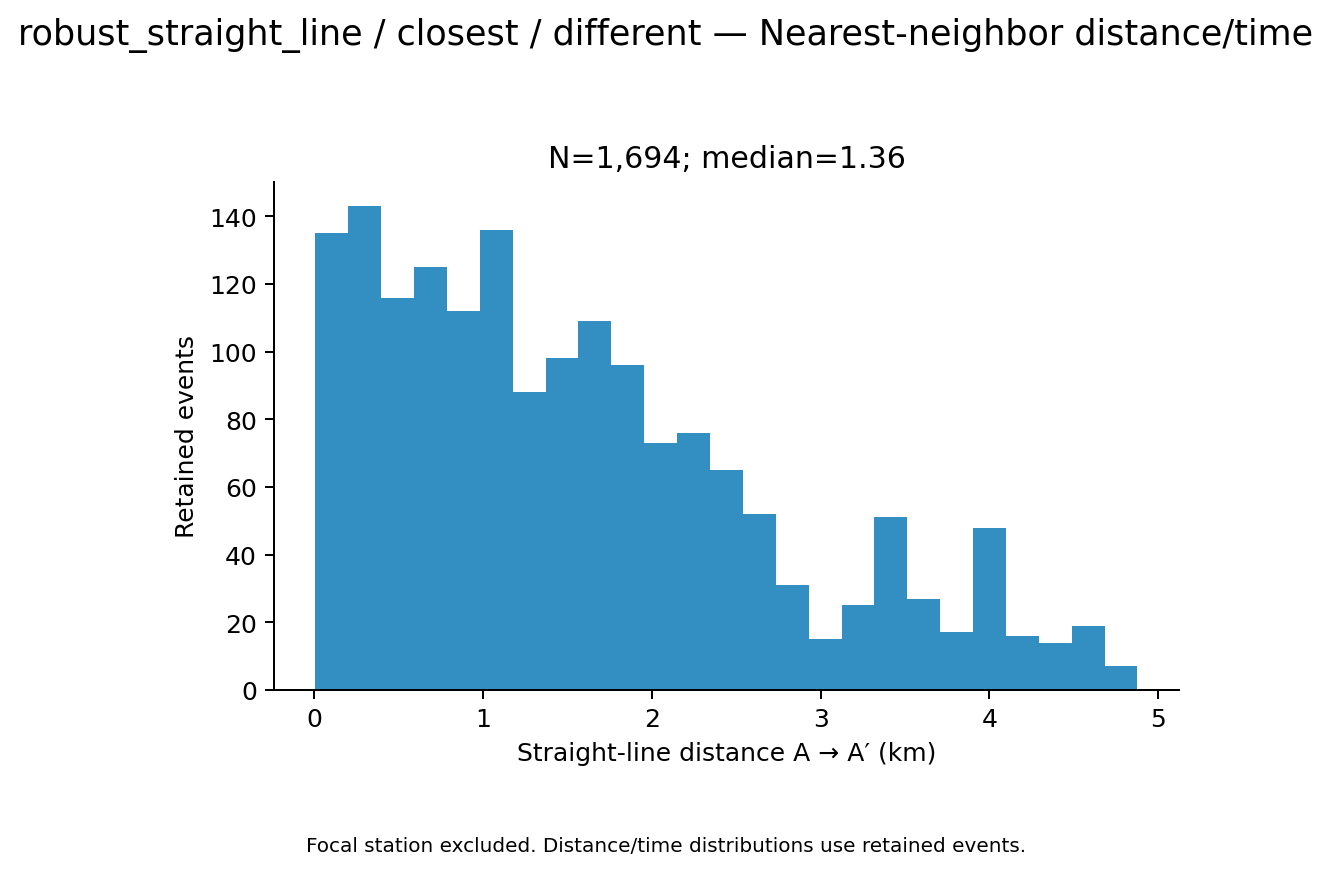 robust_straight_line / closest / different — Nearest-neighbor distance/time
N=1,694; median=1.36
140
120
100
80
60
40
20
0
Retained events
0 1 2 3 4 5
Straight-line distance A → A′ (km)
Focal station excluded. Distance/time distributions use retained events.